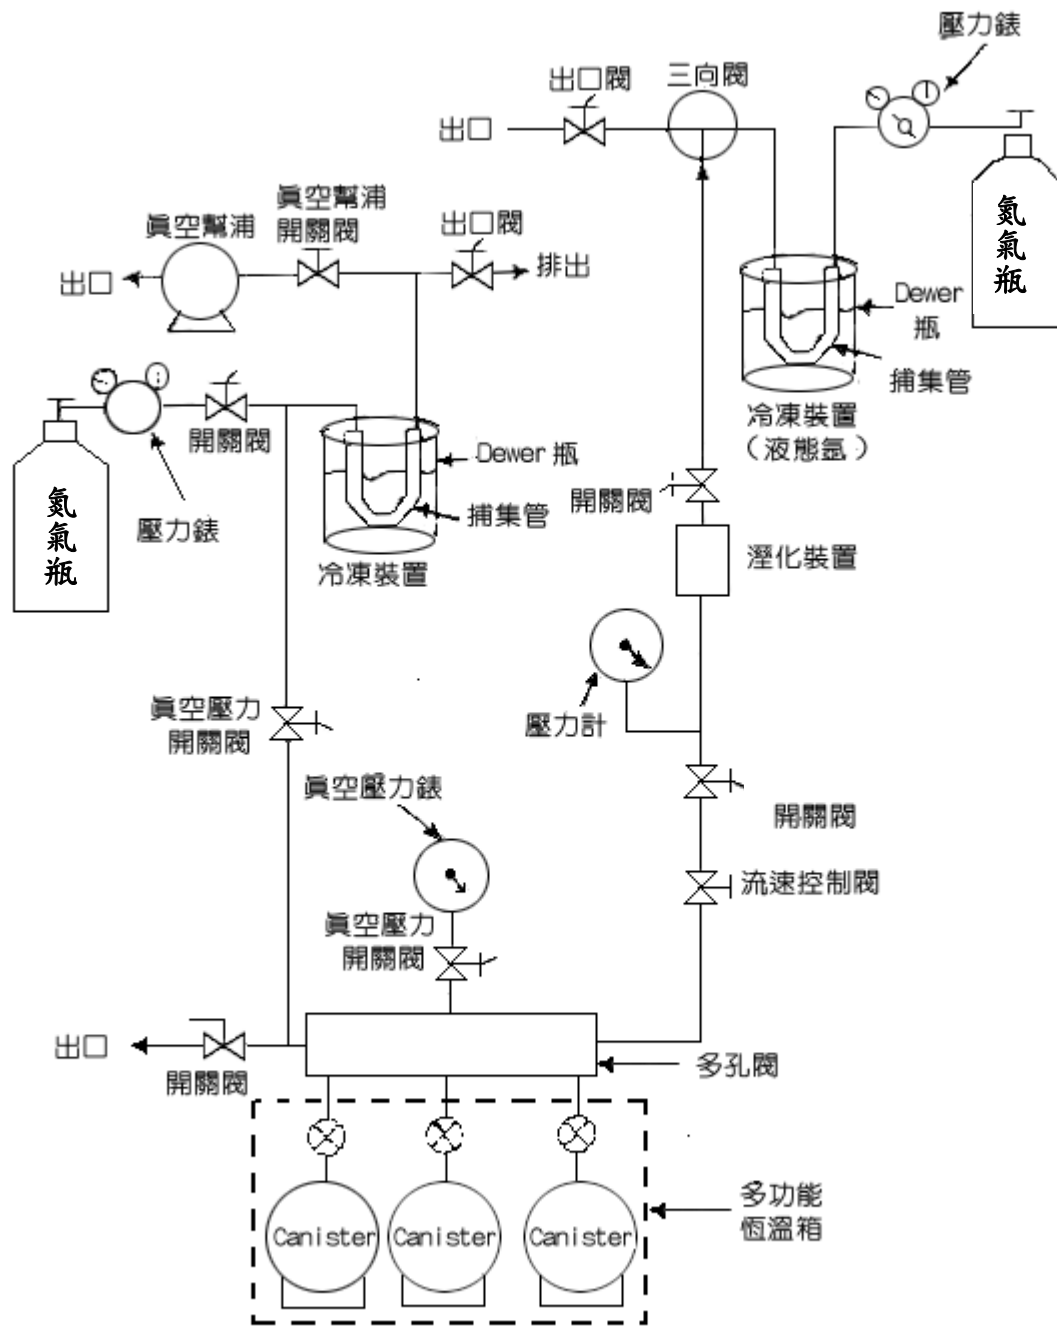 壓力錶
出口閥
三向閥
出口
氮
氣
瓶
真空幫浦
開關閥
真空幫浦
出口閥
出口
排出
Dewer
瓶
捕集管
冷凍裝置
（液態氬）
開關閥
Dewer 瓶
捕集管
冷凍裝置
氮
氣
瓶
壓力錶
開關閥
溼化裝置
壓力計
真空壓力
開關閥
真空壓力錶
開關閥
流速控制閥
真空壓力
開關閥
出口
開關閥
多孔閥
多功能
恆溫箱
Canister
Canister
Canister